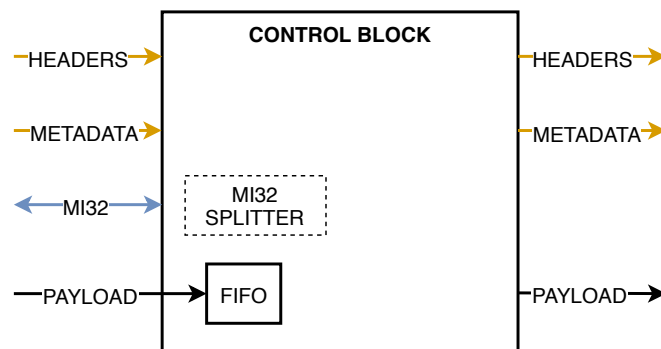 CONTROL BLOCK
HEADERS
HEADERS
METADATA
METADATA
MI32
MI32
SPLITTER
PAYLOAD
FIFO
PAYLOAD